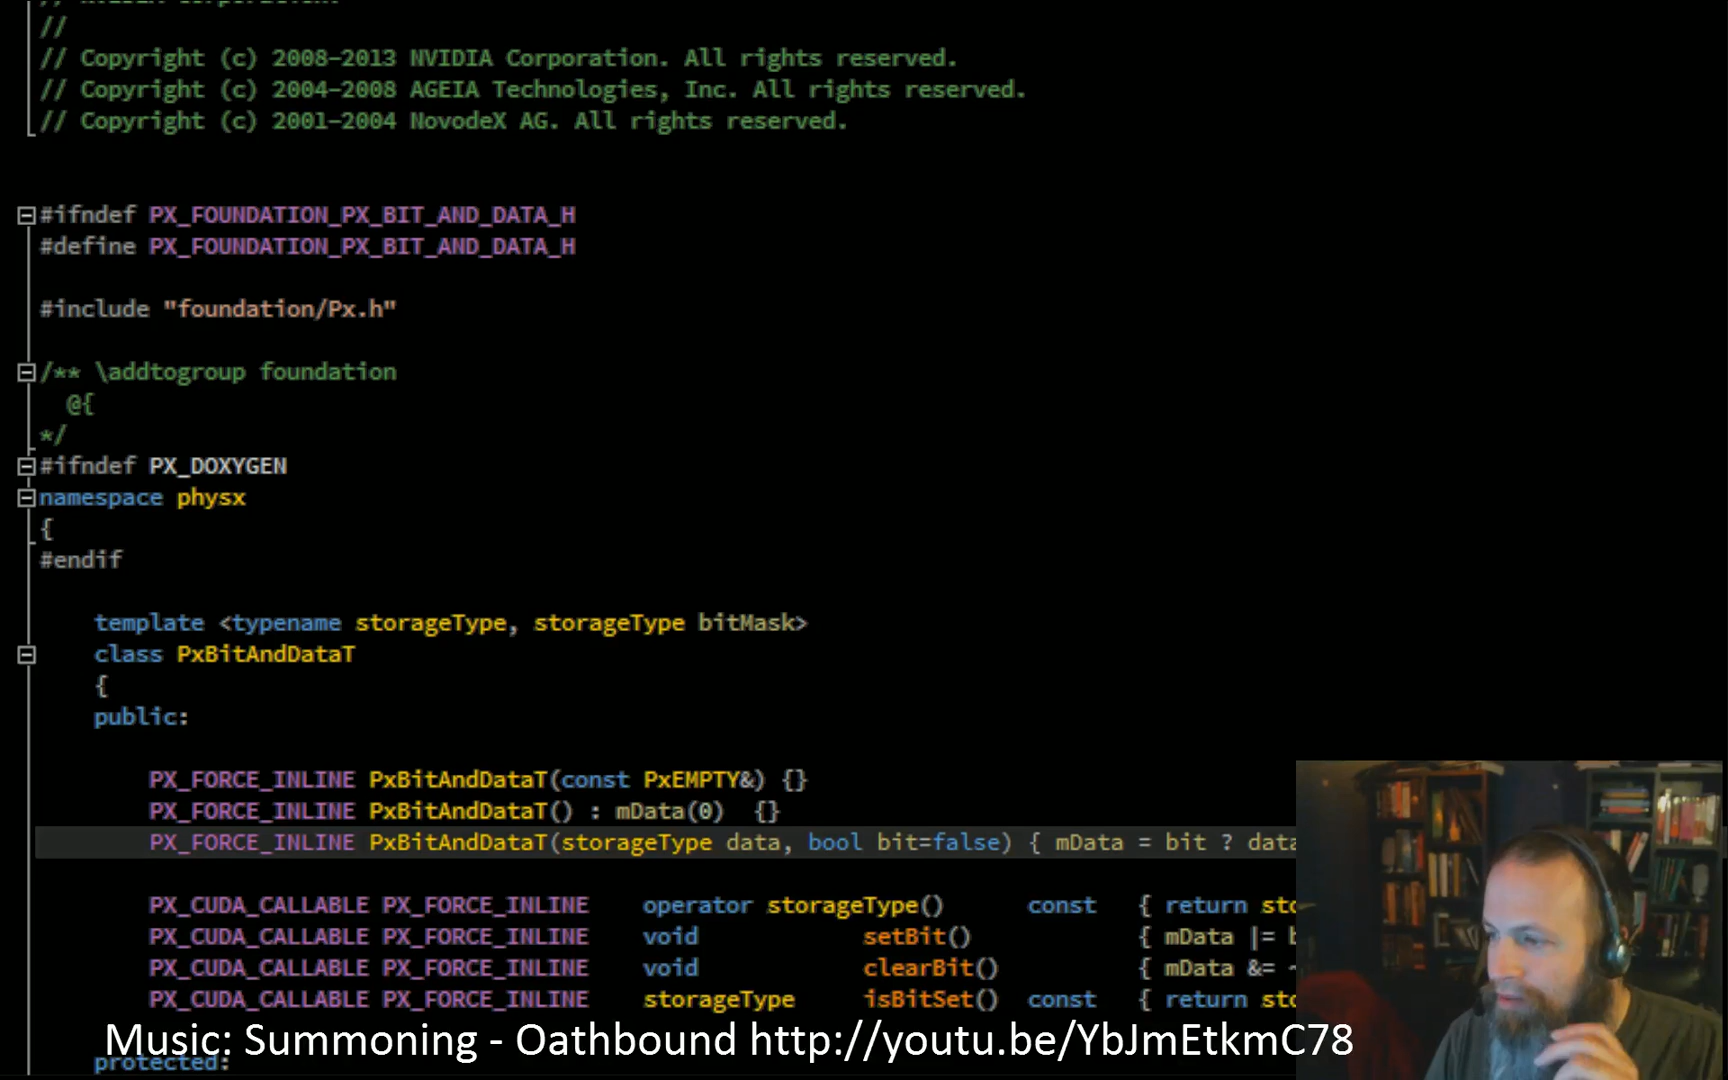 //
// Copyright (c) 2008-2013 NVIDIA Corporation. All rights reserved.
// Copyright (c) 2004-2008 AGEIA Technologies, Inc. All rights reserved.
// Copyright (c) 2001-2004 NovodeX AG. All rights reserved.
#ifndef PX_FOUNDATION_PX_BIT_AND_DATA_H
#define PX_FOUNDATION_PX_BIT_AND_DATA_H
#include "foundation/Px.h"
/** \addtogroup foundation
@{
*/
#ifndef PX_DOXYGEN
namespace physx
{
#endif
template <typename storageType, storageType bitMask>
class PxBitAndDataT
{
public:
PX_FORCE_INLINE PxBitAndDataT(const PxEMPTY&) {}
PX_FORCE_INLINE PxBitAndDataT() : mData(0) {}
PX_FORCE_INLINE PxBitAndDataT(storageType data, bool bit=false) { mData = bit ? data
PX_CUDA_CALLABLE PX_FORCE_INLINE operator storageType() const { return sto
PX_CUDA_CALLABLE PX_FORCE_INLINE void setBit() { mData |= b
PX_CUDA_CALLABLE PX_FORCE_INLINE void clearBit() { mData &= ~
PX_CUDA_CALLABLE PX_FORCE_INLINE storageType isBitSet() const { return sto
Music: Summoning - Oathbound http://youtu.be/YbJmEtkmC78
protected: